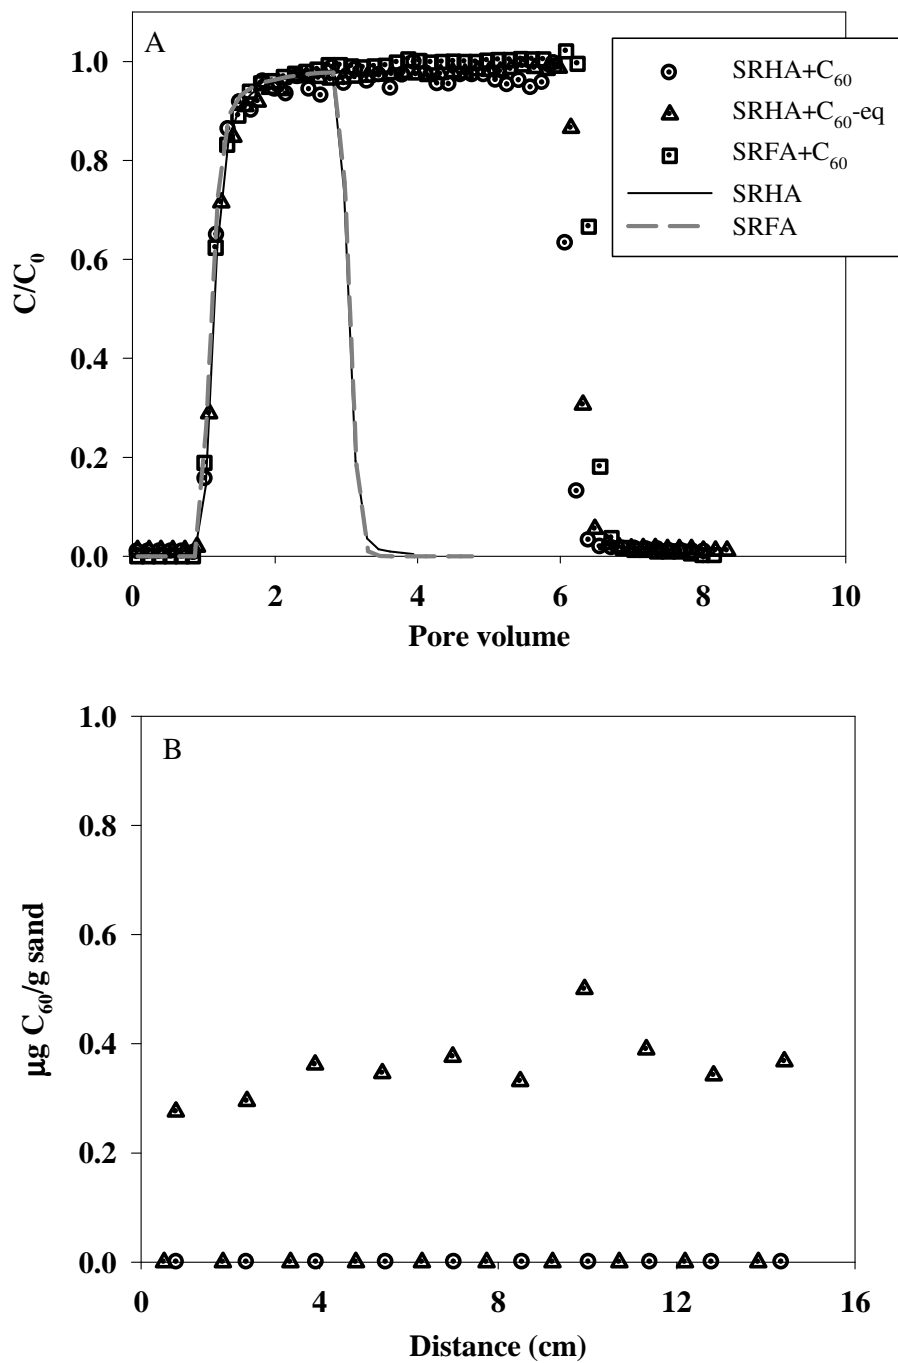 A
1.0
0.8
0.6
0.4
0.2
0.0
C/C0
0
2
4
6
8
10
Pore volume
SRHA+C60
SRHA+C60-eq
SRFA+C60
SRHA
SRFA
B
1.0
0.8
0.6
0.4
0.2
0.0
μg C60/g sand
0
4
8
12
16
Distance (cm)